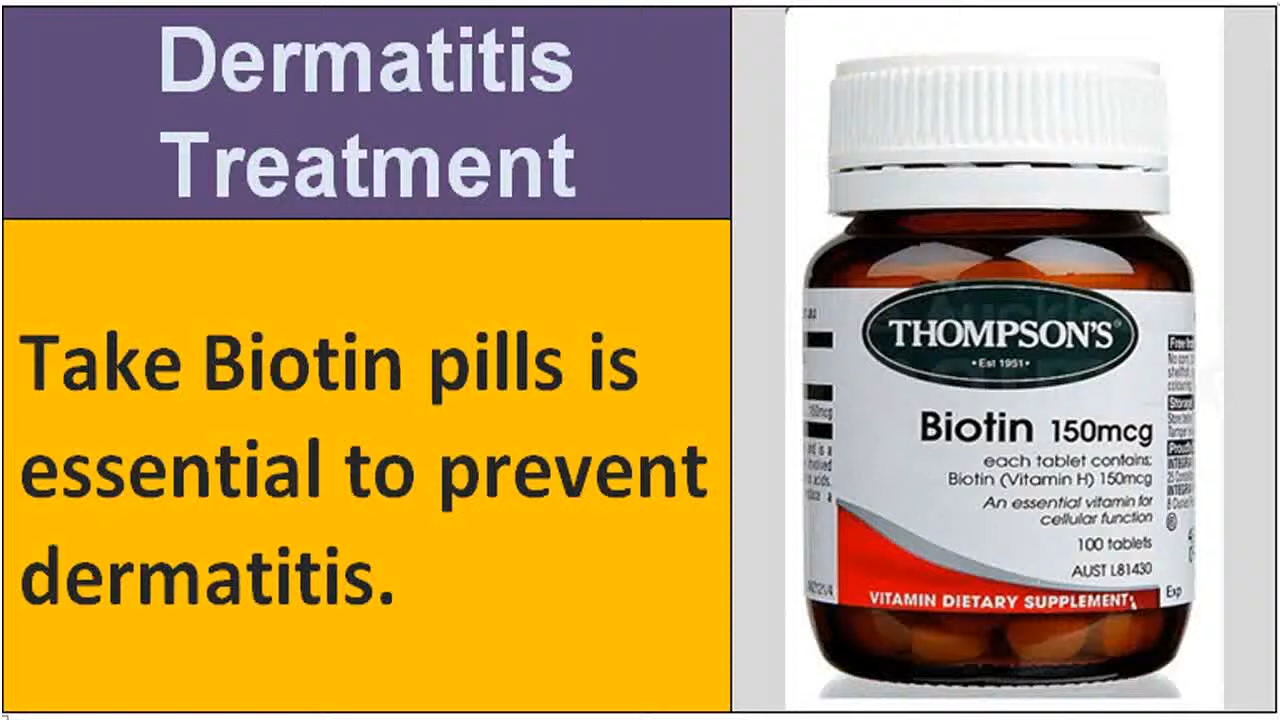 Dermatitis
Treatment
Take Biotin pills is
essential to prevent
dermatitis.
THOMPSON'S®
•Est 1951•
Biotin 150mcg
each tablet contains:
Biotin (Vitamin H) 150mcg
An essential vitamin for
cellular function
100 tablets
AUST L81430
VITAMIN DIETARY SUPPLEMENT
Exp